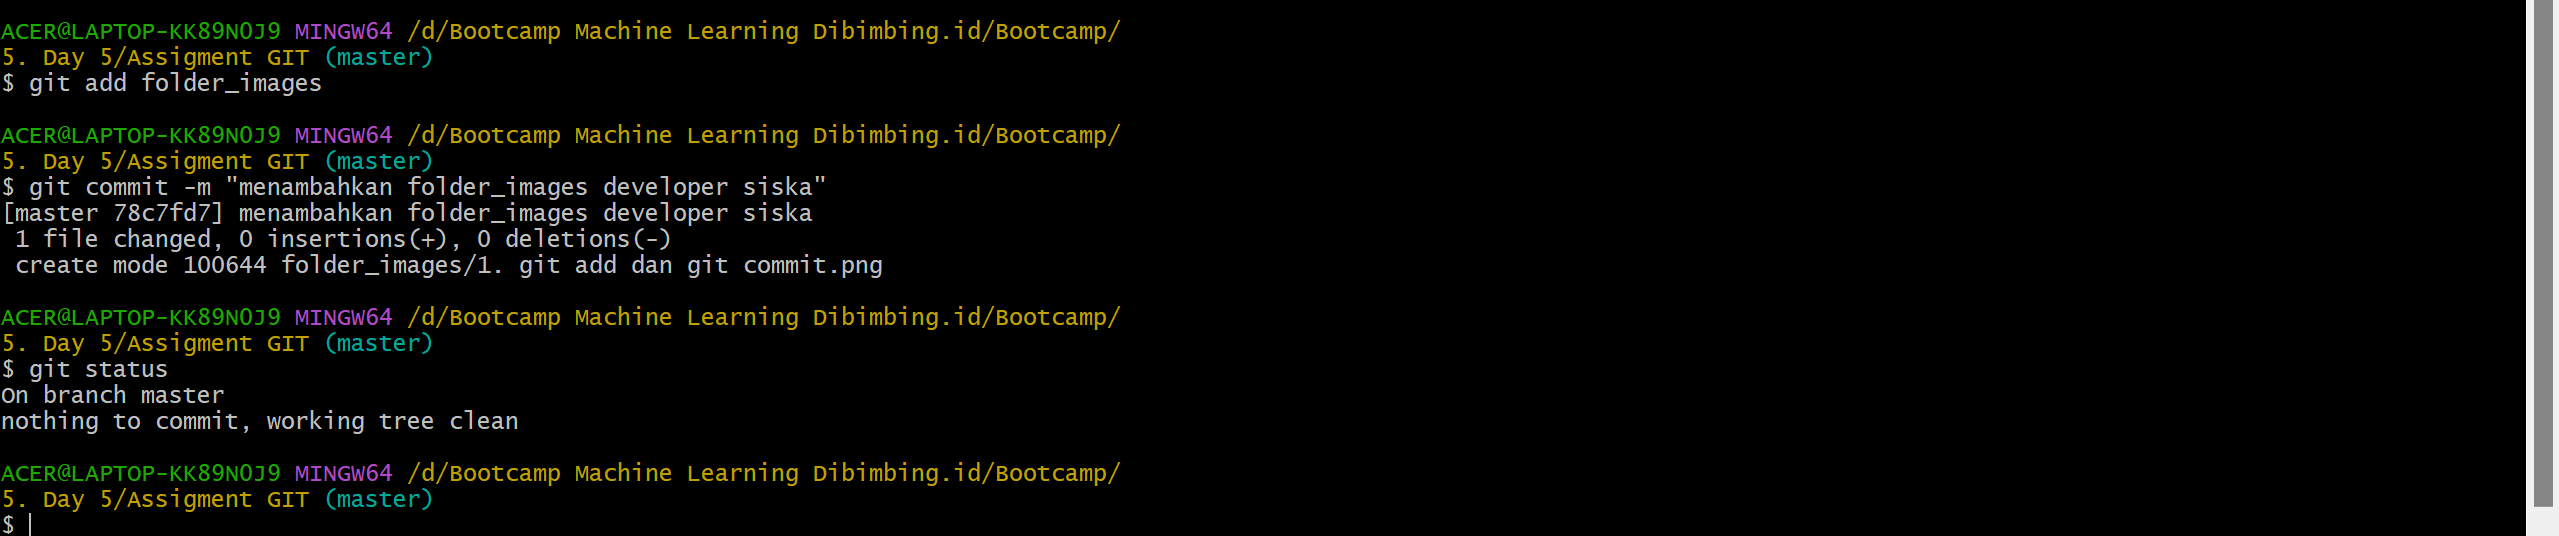 ACER@LAPTOP-KK89N0J9 MINGW64 /d/Bootcamp Machine Learning Dibimbing.id/Bootcamp/
5. Day 5/Assigment GIT (master)
$ git add folder_images
ACER@LAPTOP-KK89N0J9 MINGW64 /d/Bootcamp Machine Learning Dibimbing.id/Bootcamp/
5. Day 5/Assigment GIT (master)
$ git commit -m "menambahkan folder_images developer siska"
[master 78c7fd7] menambahkan folder_images developer siska
 1 file changed, 0 insertions(+), 0 deletions(-)
 create mode 100644 folder_images/1. git add dan git commit.png
ACER@LAPTOP-KK89N0J9 MINGW64 /d/Bootcamp Machine Learning Dibimbing.id/Bootcamp/
5. Day 5/Assigment GIT (master)
$ git status
On branch master
nothing to commit, working tree clean
ACER@LAPTOP-KK89N0J9 MINGW64 /d/Bootcamp Machine Learning Dibimbing.id/Bootcamp/
5. Day 5/Assigment GIT (master)
$